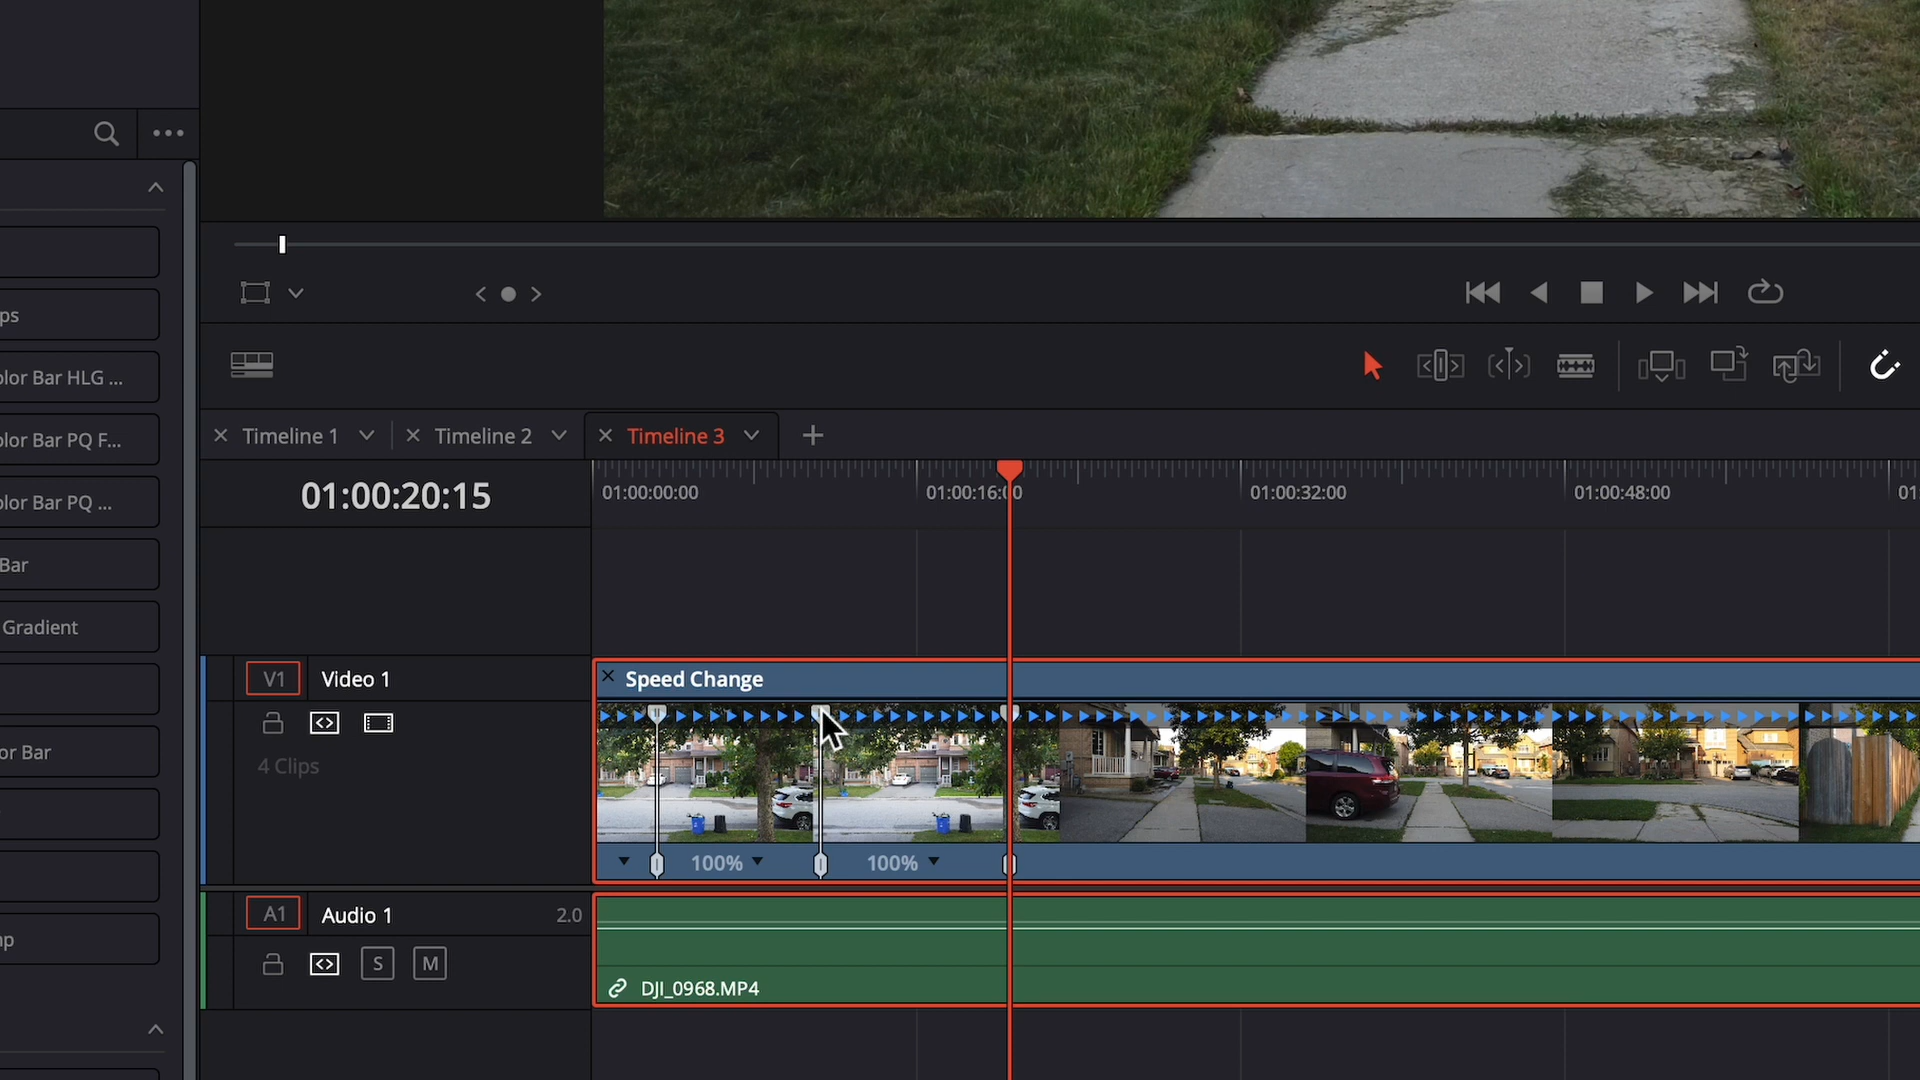 ps
olor Bar HLG ...
olor Bar PQ F...
olor Bar PQ ...
Bar
Gradient
or Bar
np
Timeline 1
Timeline 2
Timeline 3
01:00:20:15
01:00:00:00
01:00:16:00
01:00:32:00
01:00:48:00
01
V1
Video 1
4 Clips
Speed Change
100%
100%
A1
Audio 1
2.0
S
M
DJI_0968.MP4